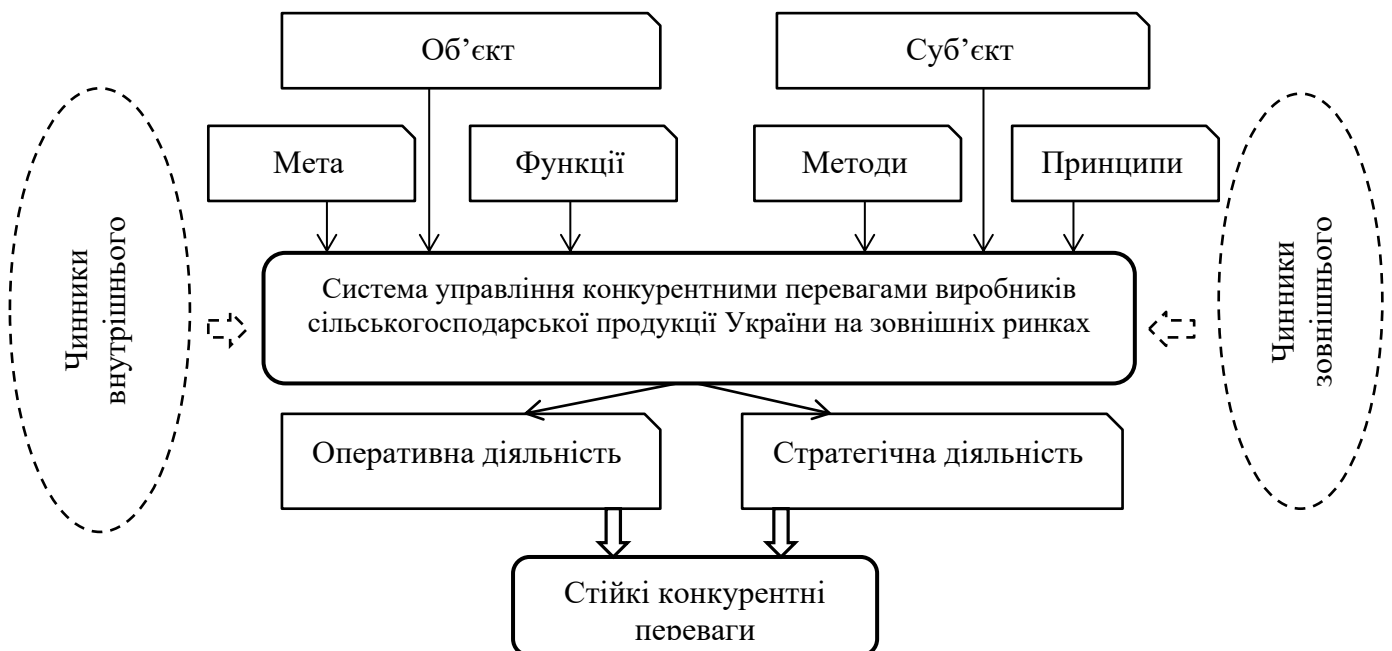 Об’єкт
Суб’єкт
Мета
Функції
Методи
Принципи
Чинники
внутрішнього
Система управління конкурентними перевагами виробників
сільськогосподарської продукції України на зовнішніх ринках
Чинники
зовнішнього
Оперативна діяльність
Стратегічна діяльність
Стійкі конкурентні
переваги